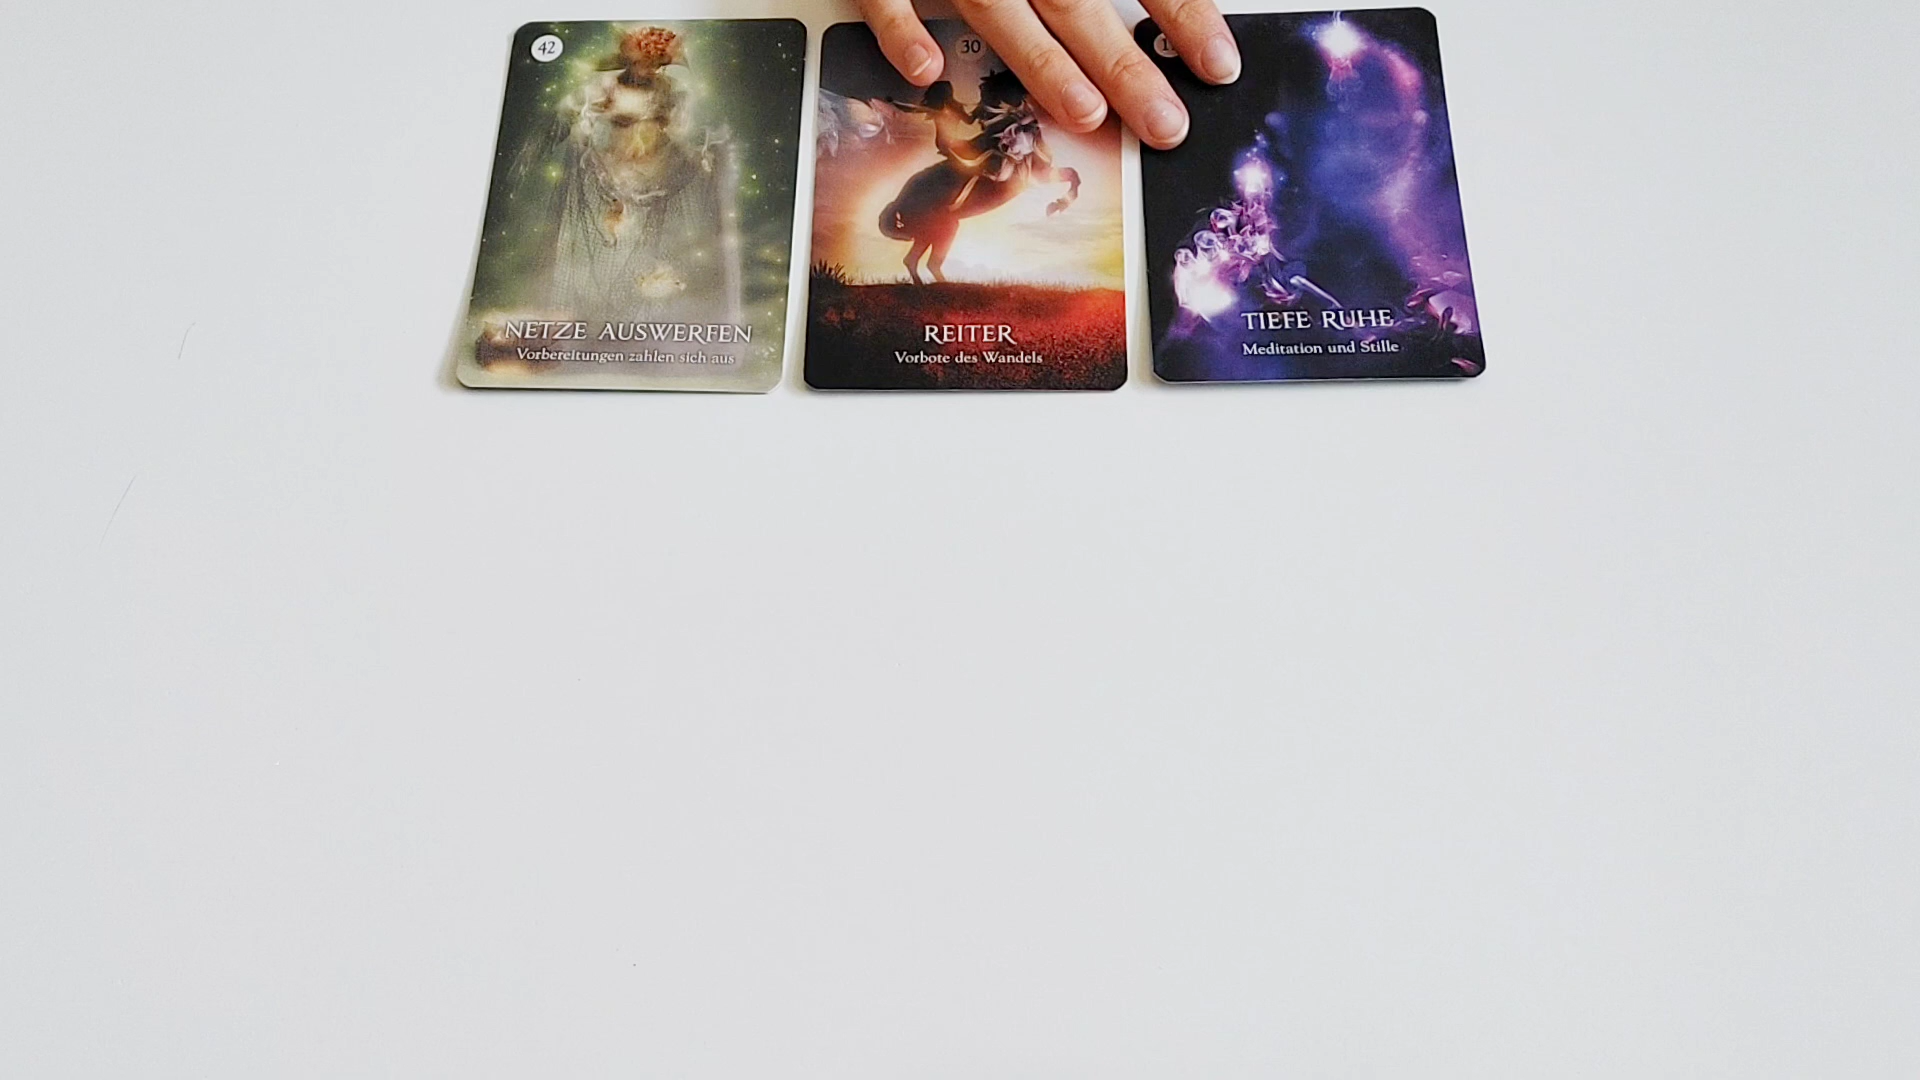 42
NETZE AUSWERFEN
Vorbereitungen zahlen sich aus
30
REITER
Vorbote des Wandels
TIEFE RUHE
Meditation und Stille